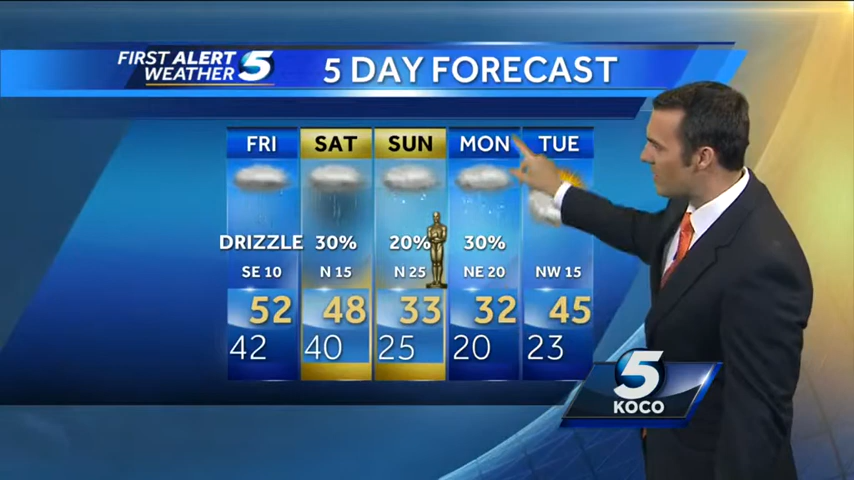 FIRST ALERT
WEATHER 5
5 DAY FORECAST
FRI SAT SUN MON TUE
DRIZZLE 30% 20% 30%
SE 10 N 15 N 25 NE 20 NW 15
52 48 33 32 45
42 40 25 20 23
5
KOCO